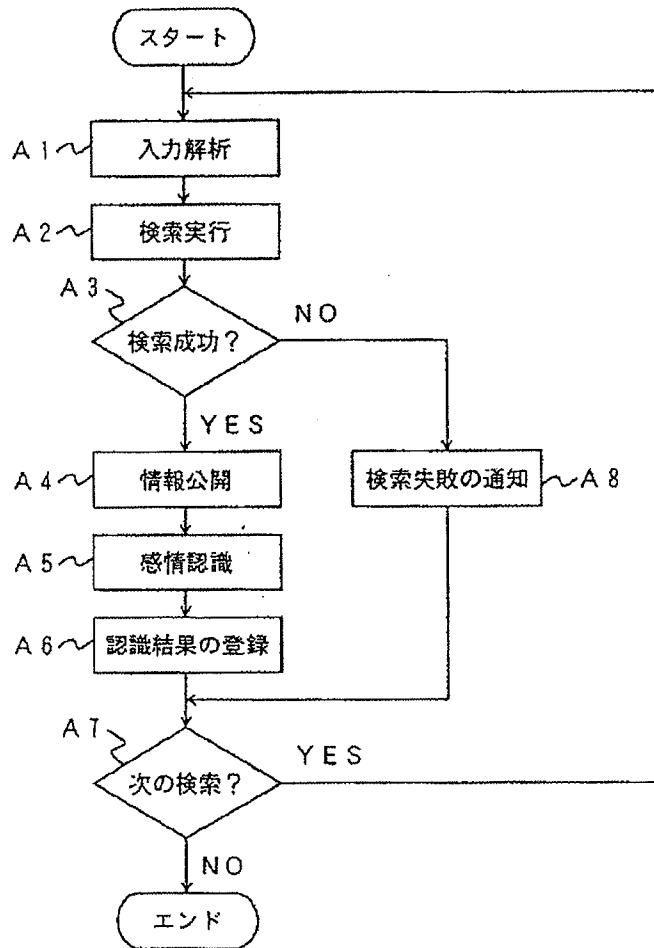 スタート
A1
入力解析
A2
検索実行
A3
検索成功?
NO
YES
A4
情報公開
検索失敗の通知
A8
A5
感情認識
A6
認識結果の登録
A7
次の検索?
YES
NO
エンド